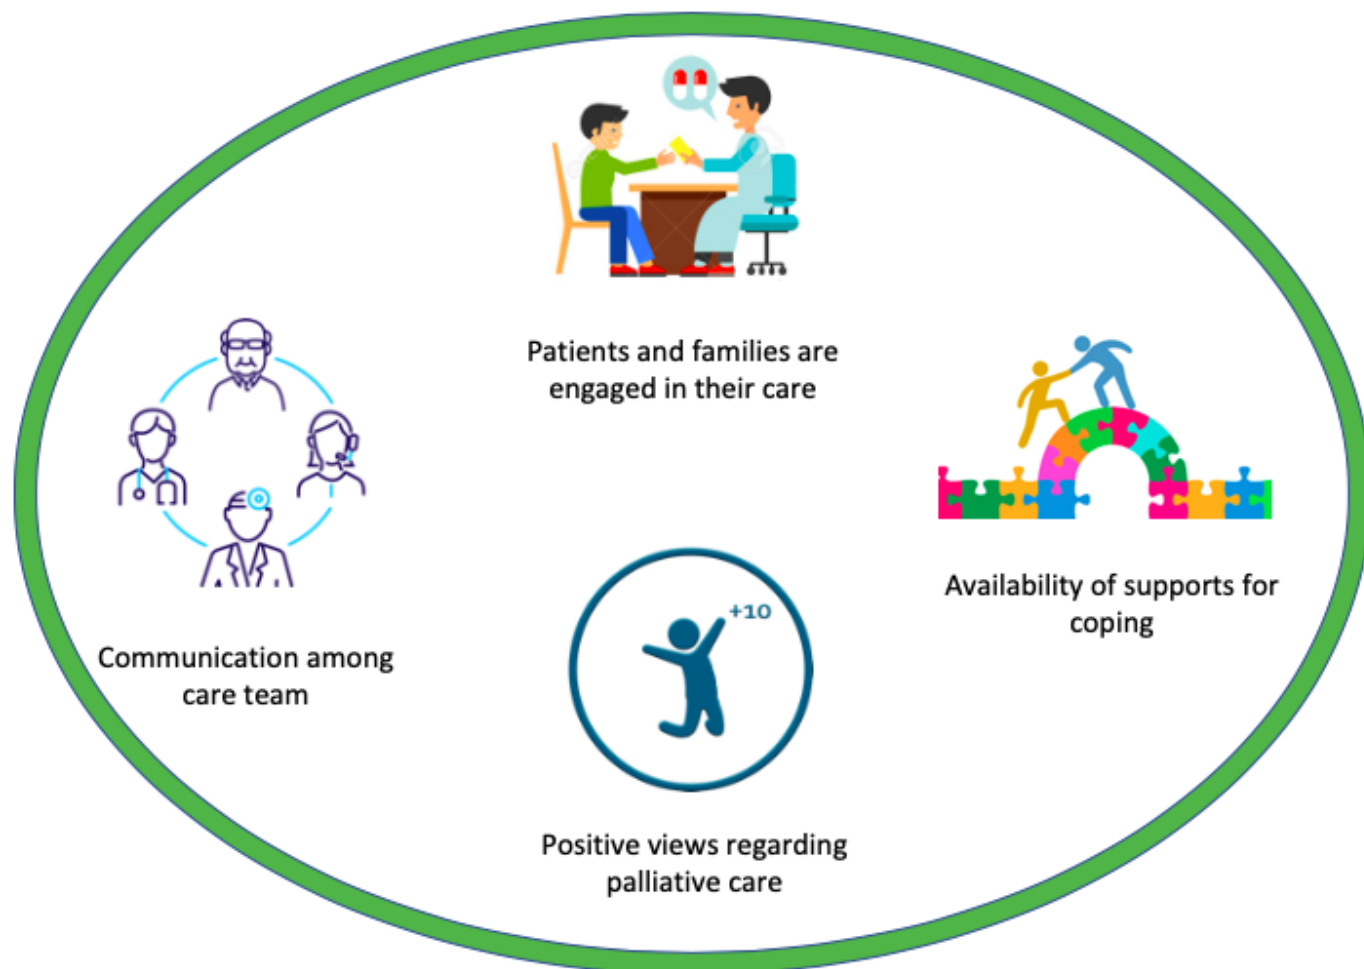 Patients and families are
engaged in their care
Communication among
care team
Availability of supports for
coping
+10
Positive views regarding
palliative care